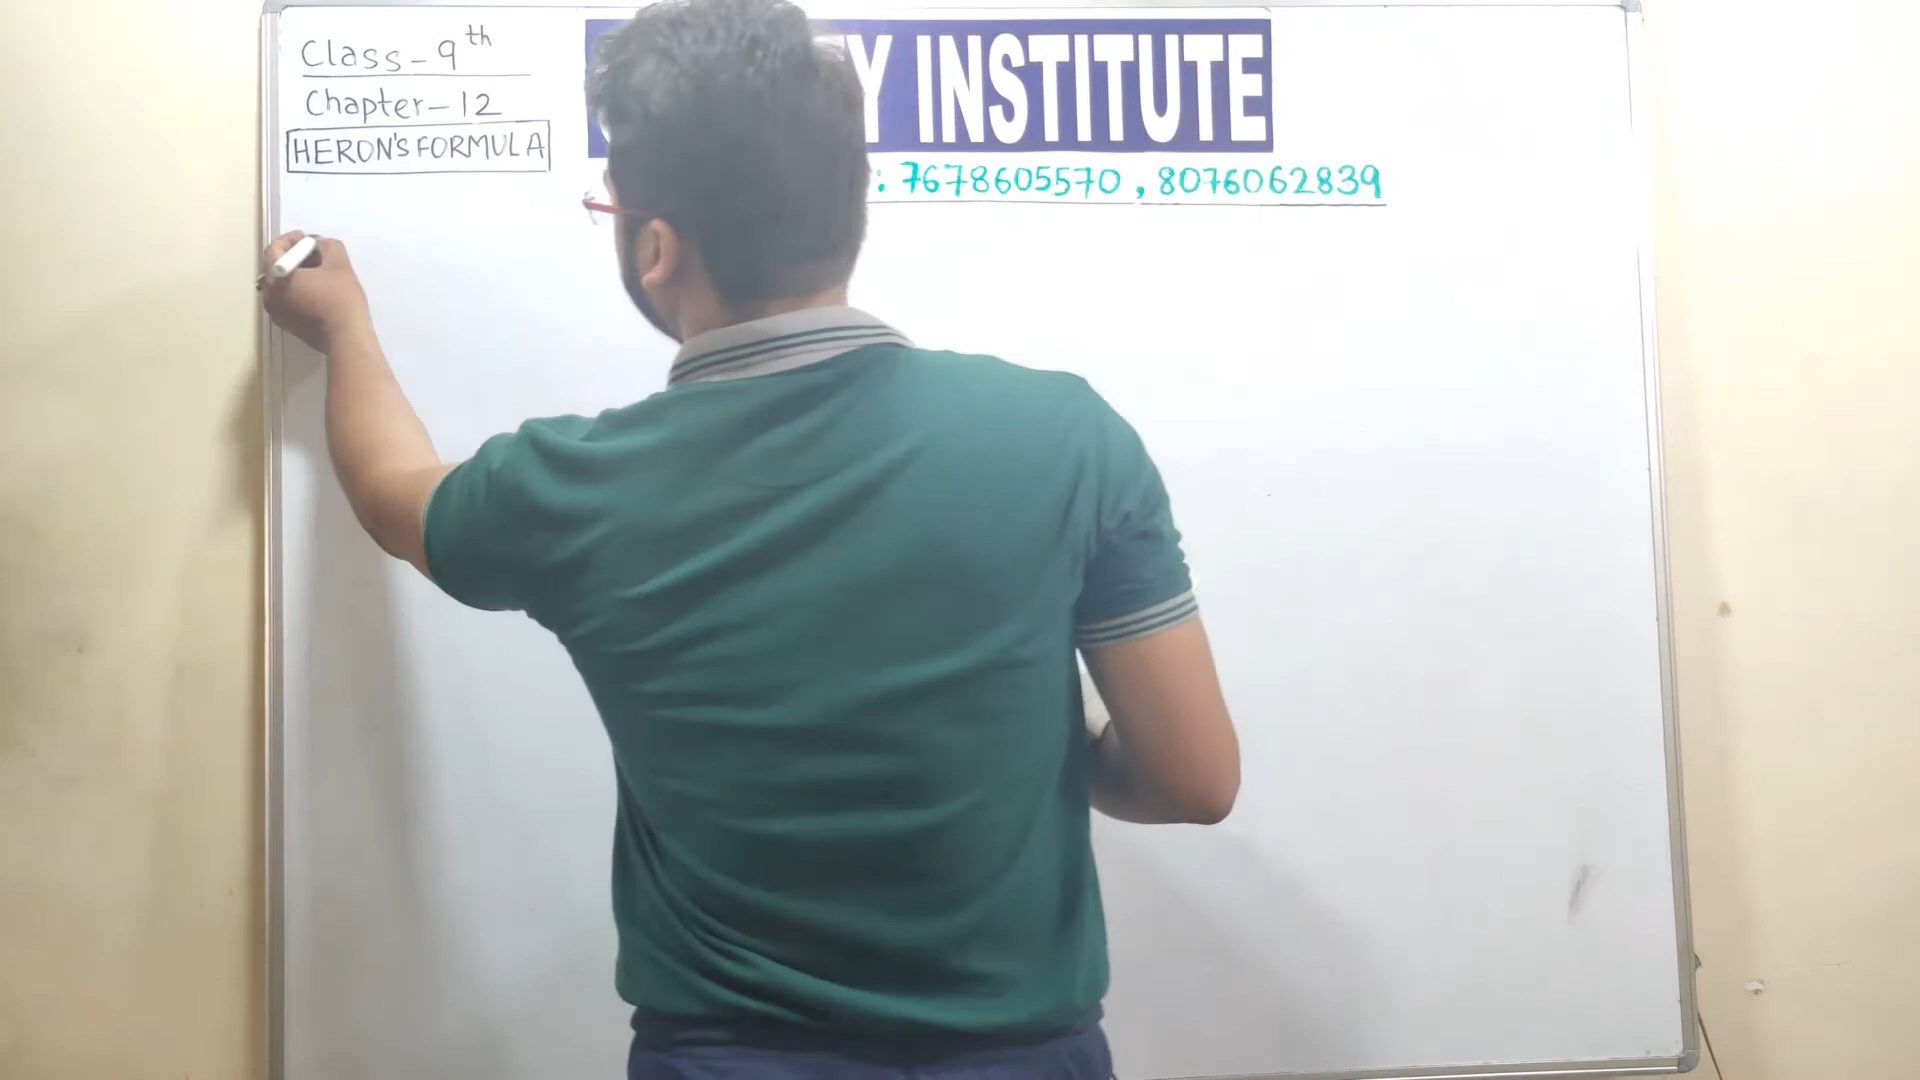 Class-9th
Chapter-12
HERON'S FORMULA
INSTITUTE
: 7678605570, 8076062839